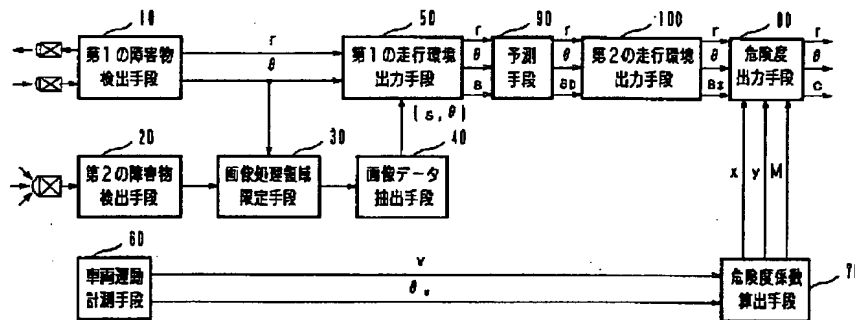 10
第1の障害物
検出手段
r
θ
50
第1の走行環境
出力手段
r
θ
s
90
予測
手段
r
θ
100
第2の走行環境
出力手段
r
θ
80
危険度
出力手段
r
θ
c
20
第2の障害物
検出手段
30
画像処理領域
限定手段
40
画像データ
抽出手段
(s, θ)
x
y
M
60
車両運動
計測手段
v
危険度係数
算出手段
70